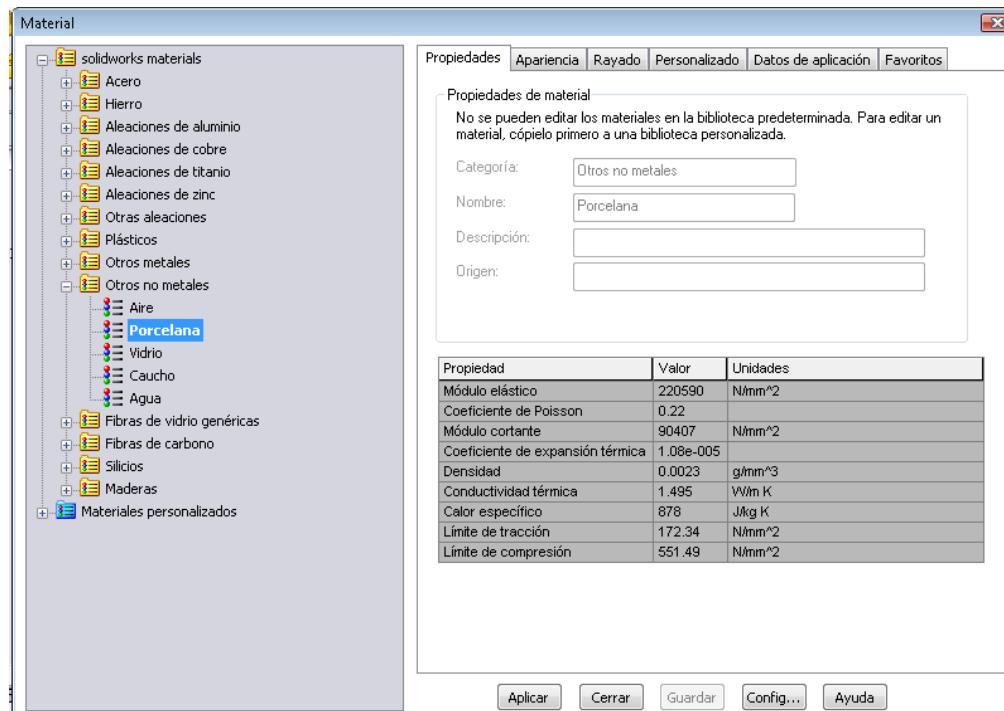 Material
solidworks materials
Acero
Hierro
Aleaciones de aluminio
Aleaciones de cobre
Aleaciones de titanio
Aleaciones de zinc
Otras aleaciones
Plásticos
Otros metales
Otros no metales
Aire
Porcelana
Vidrio
Caucho
Agua
Fibras de vidrio genéricas
Fibras de carbono
Silicios
Maderas
Materiales personalizados
Propiedades Apariencia Rayado Personalizado Datos de aplicación Favoritos
Propiedades de material
No se pueden editar los materiales en la biblioteca predeterminada. Para editar un
material, cópielo primero a una biblioteca personalizada.
Categoría: Otros no metales
Nombre: Porcelana
Descripción:
Origen:
Propiedad Valor Unidades
Módulo elástico 220590 N/mm^2
Coeficiente de Poisson 0.22
Módulo cortante 90407 N/mm^2
Coeficiente de expansión térmica 1.08e-005
Densidad 0.0023 g/mm^3
Conductividad térmica 1.495 W/m K
Calor específico 878 J/kg K
Límite de tracción 172.34 N/mm^2
Límite de compresión 551.49 N/mm^2
Aplicar Cerrar Guardar Config... Ayuda